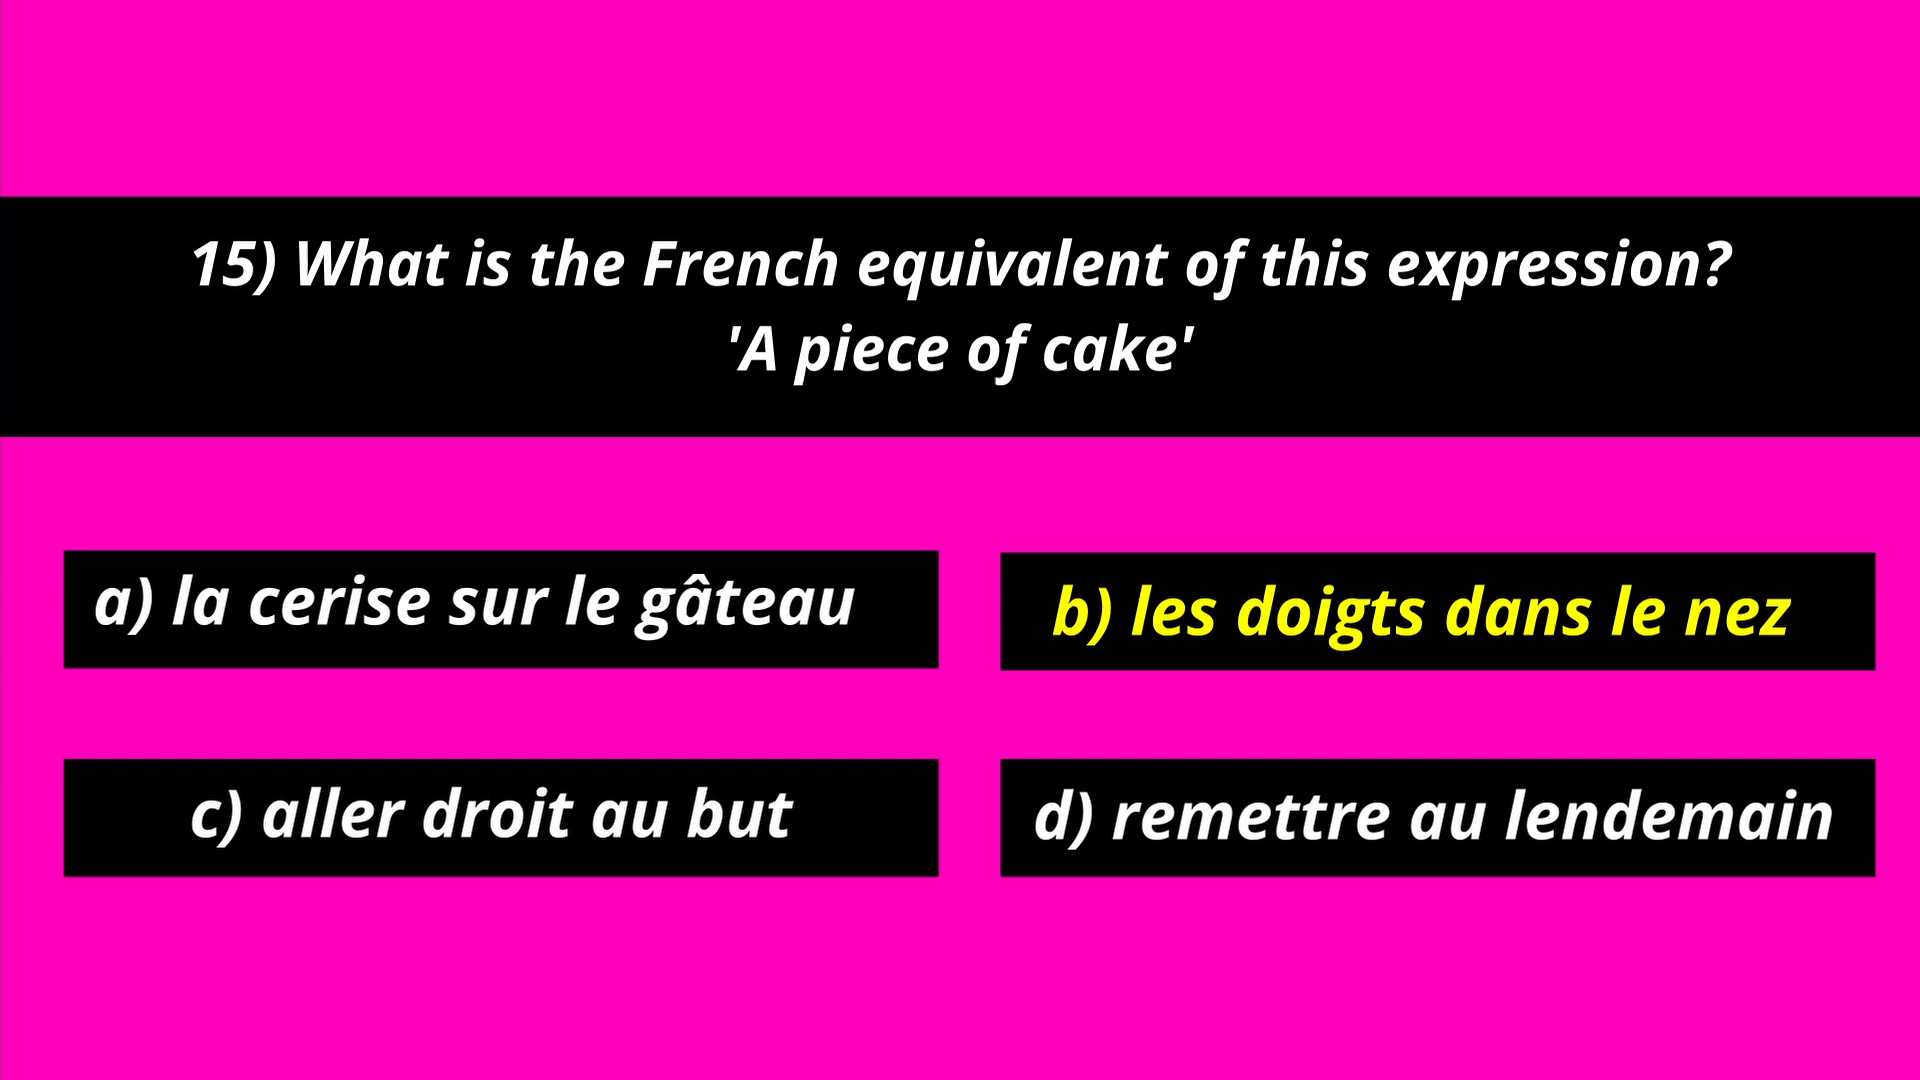 15) What is the French equivalent of this expression?
'A piece of cake'
a) la cerise sur le gâteau
b) les doigts dans le nez
c) aller droit au but
d) remettre au lendemain